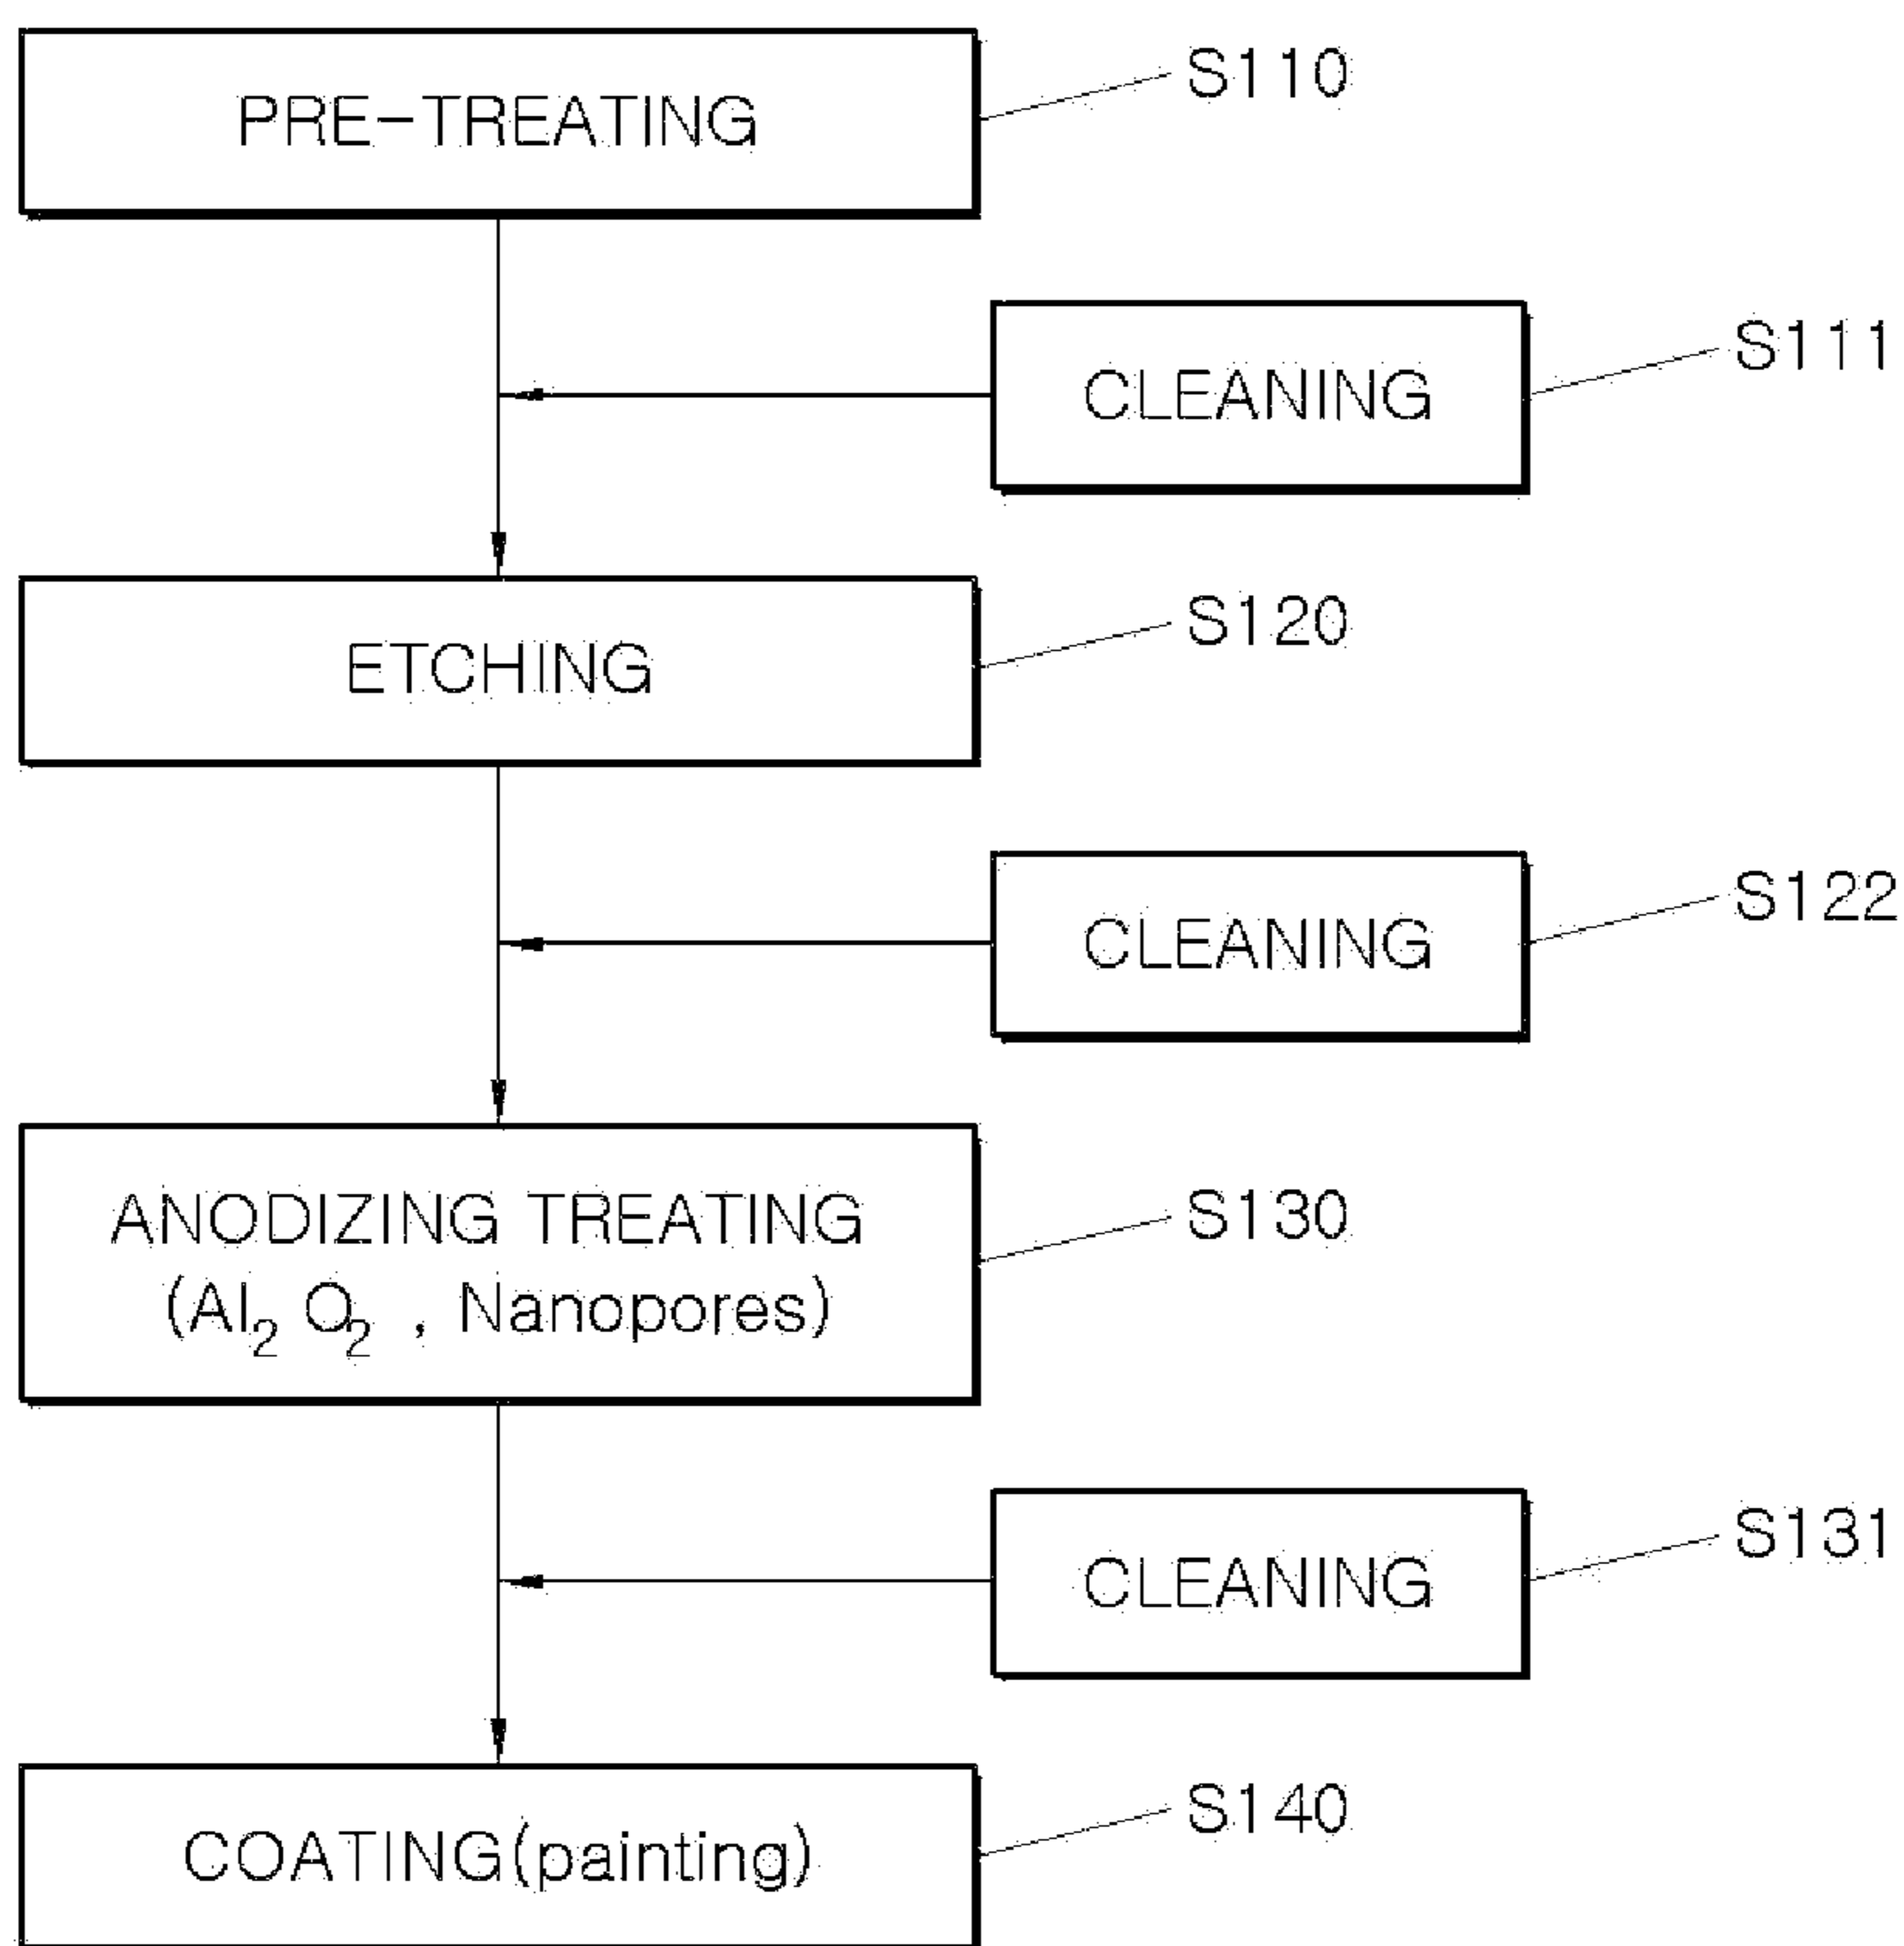 PRE-TREATING
S110
CLEANING
S111
ETCHING
S120
CLEANING
S122
ANODIZING TREATING
(Al₂ O₂ , Nanopores)
S130
CLEANING
S131
COATING(painting)
S140